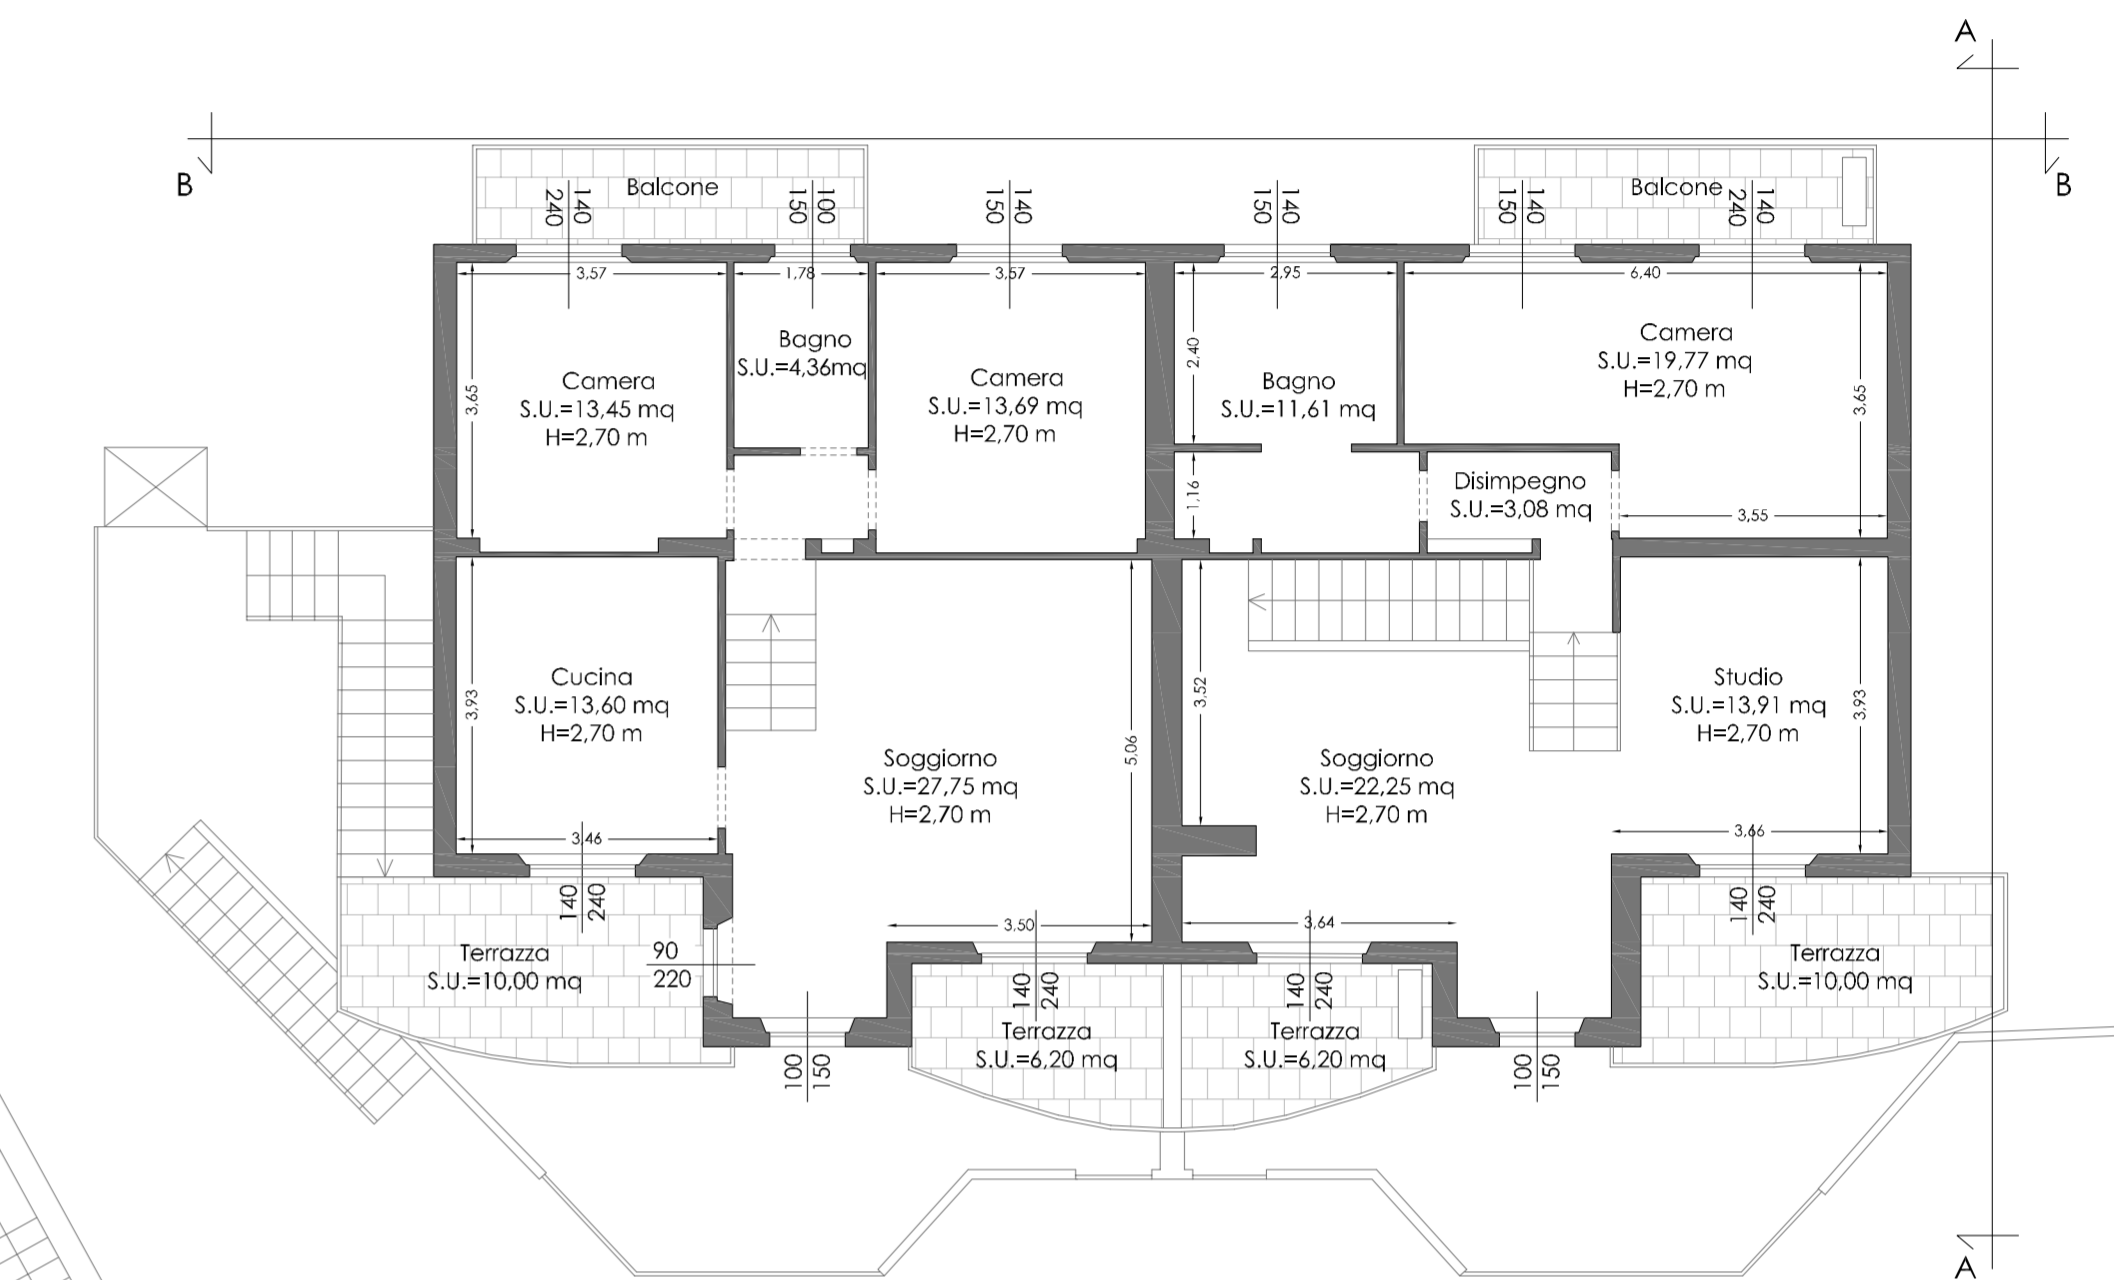 A
B
B
Balcone
240
140
150
100
150
140
150
140
150
140
Balcone
240
140
3,57
1,78
3,57
2,95
6,40
3,65
Camera
S.U.=13,45 mq
H=2,70 m
Bagno
S.U.=4,36mq
Camera
S.U.=13,69 mq
H=2,70 m
2,40
Bagno
S.U.=11,61 mq
1,16
Camera
S.U.=19,77 mq
H=2,70 m
3,65
Disimpegno
S.U.=3,08 mq
3,55
3,93
Cucina
S.U.=13,60 mq
H=2,70 m
3,46
Soggiorno
S.U.=27,75 mq
H=2,70 m
5,06
3,50
3,52
Soggiorno
S.U.=22,25 mq
H=2,70 m
3,64
Studio
S.U.=13,91 mq
H=2,70 m
3,93
3,66
140
240
Terrazza
S.U.=10,00 mq
90
220
100
150
140
240
Terrazza
S.U.=6,20 mq
140
240
Terrazza
S.U.=6,20 mq
100
150
140
240
Terrazza
S.U.=10,00 mq
A